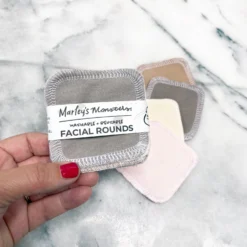 Marley's Monsters
WASHABLE + REUSABLE
FACIAL ROUNDS